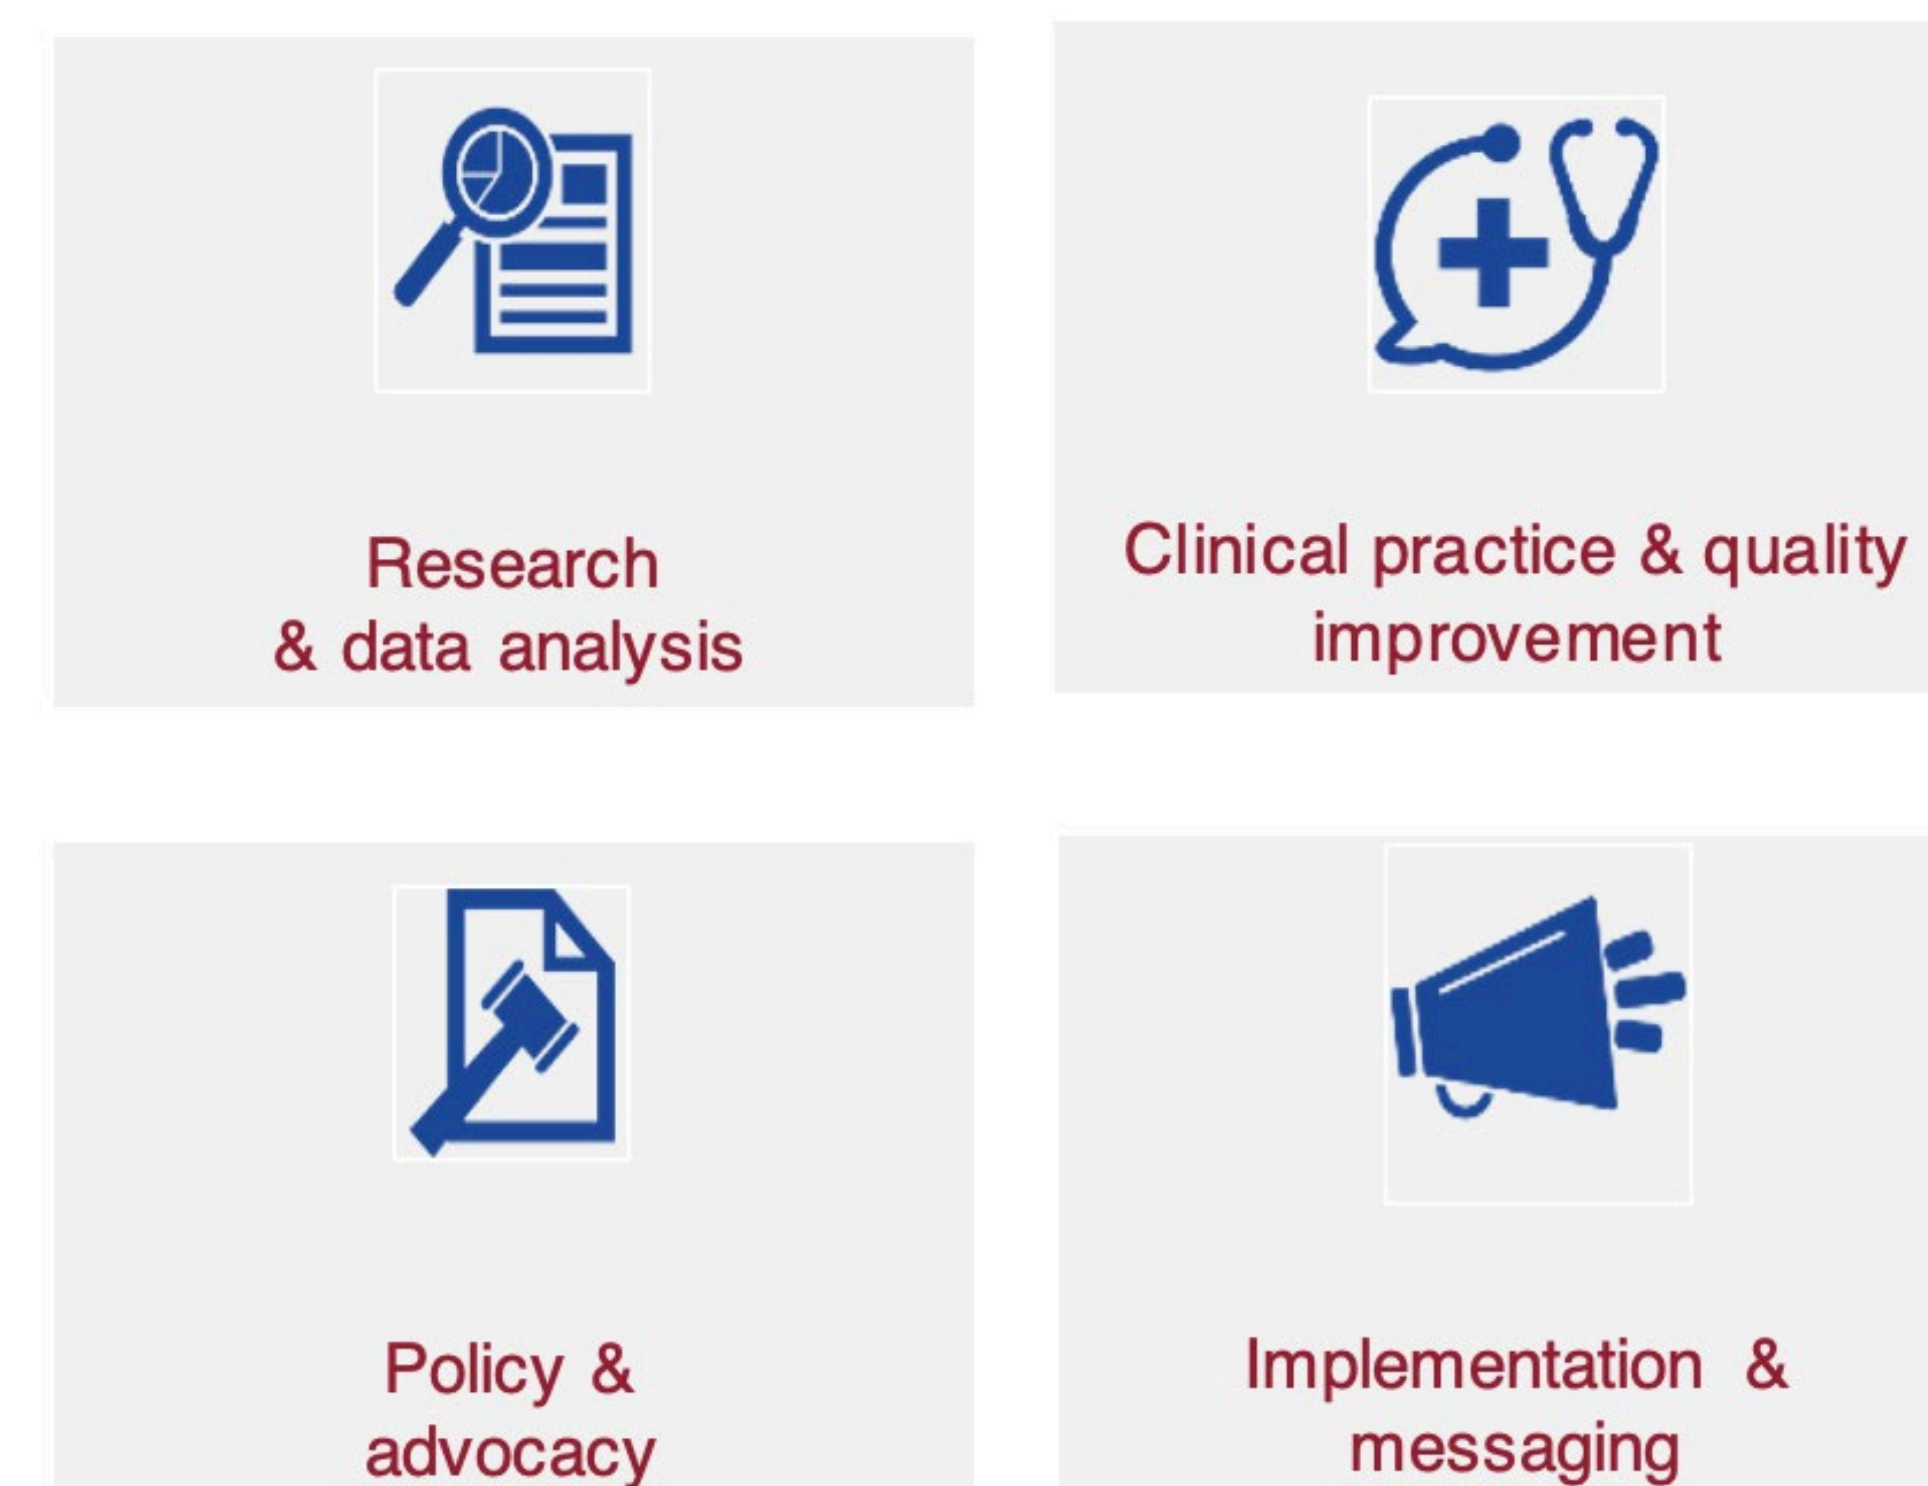 Research
& data analysis
Clinical practice & quality
improvement
Policy &
advocacy
Implementation &
messaging